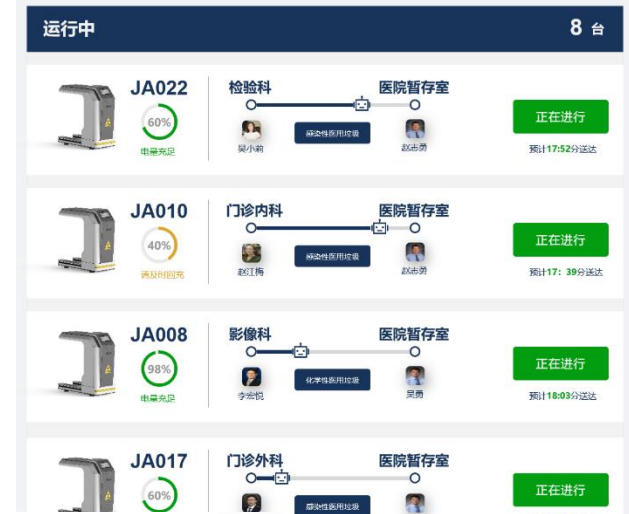 运行中 8 台
JA022 检验科 医院暂存室
60% 正在进行
感染性医用垃圾
电量充足 吴小莉 赵志勇 预计17:52分送达
JA010 门诊内科 医院暂存室
40% 正在进行
感染性医用垃圾
请及时回充 赵江梅 赵志勇 预计17：39分送达
JA008 影像科 医院暂存室
98% 正在进行
化学性医用垃圾
电量充足 李宏悦 吴勇 预计18:03分送达
JA017 门诊外科 医院暂存室
60% 正在进行
感染性医用垃圾